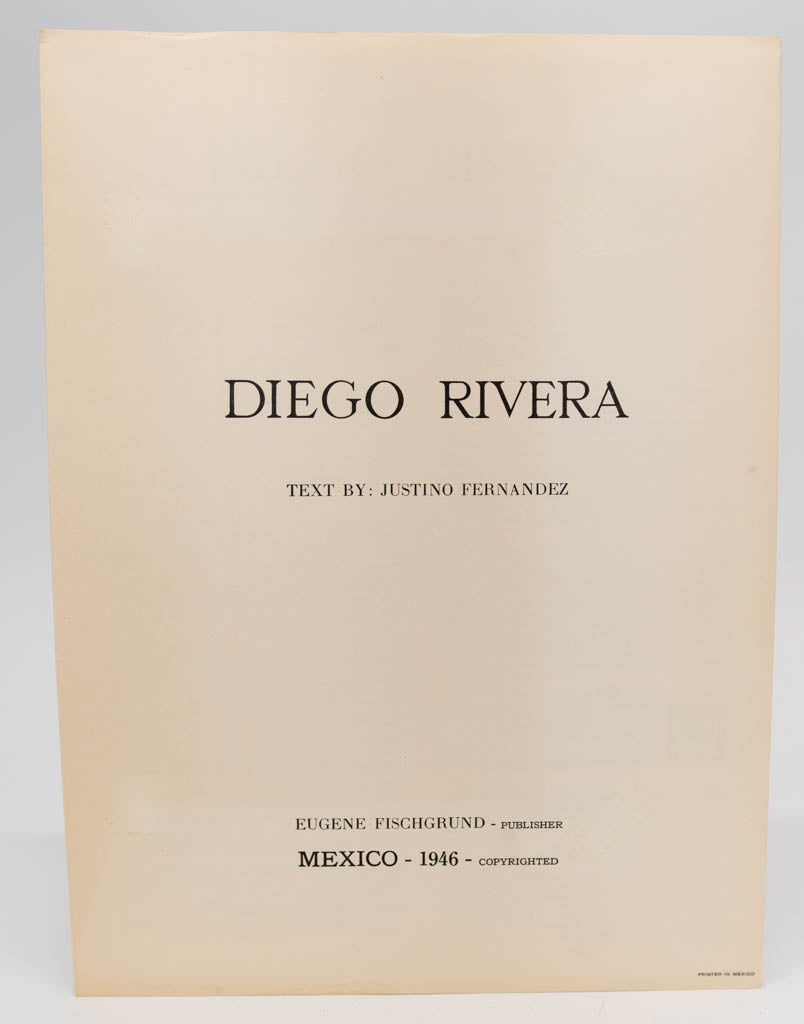 DIEGO RIVERA
TEXT BY: JUSTINO FERNANDEZ
EUGENE FISCHGRUND - PUBLISHER
MEXICO - 1946 - COPYRIGHTED
PRINTED IN MEXICO